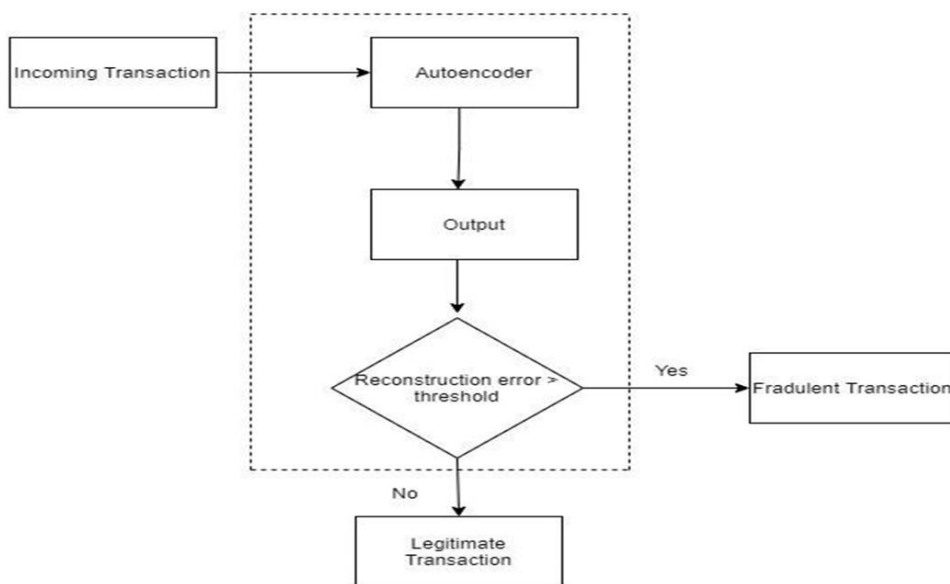 Incoming Transaction
Autoencoder
Output
Reconstruction error >
threshold
Yes
Fradulent Transaction
No
Legitimate
Transaction